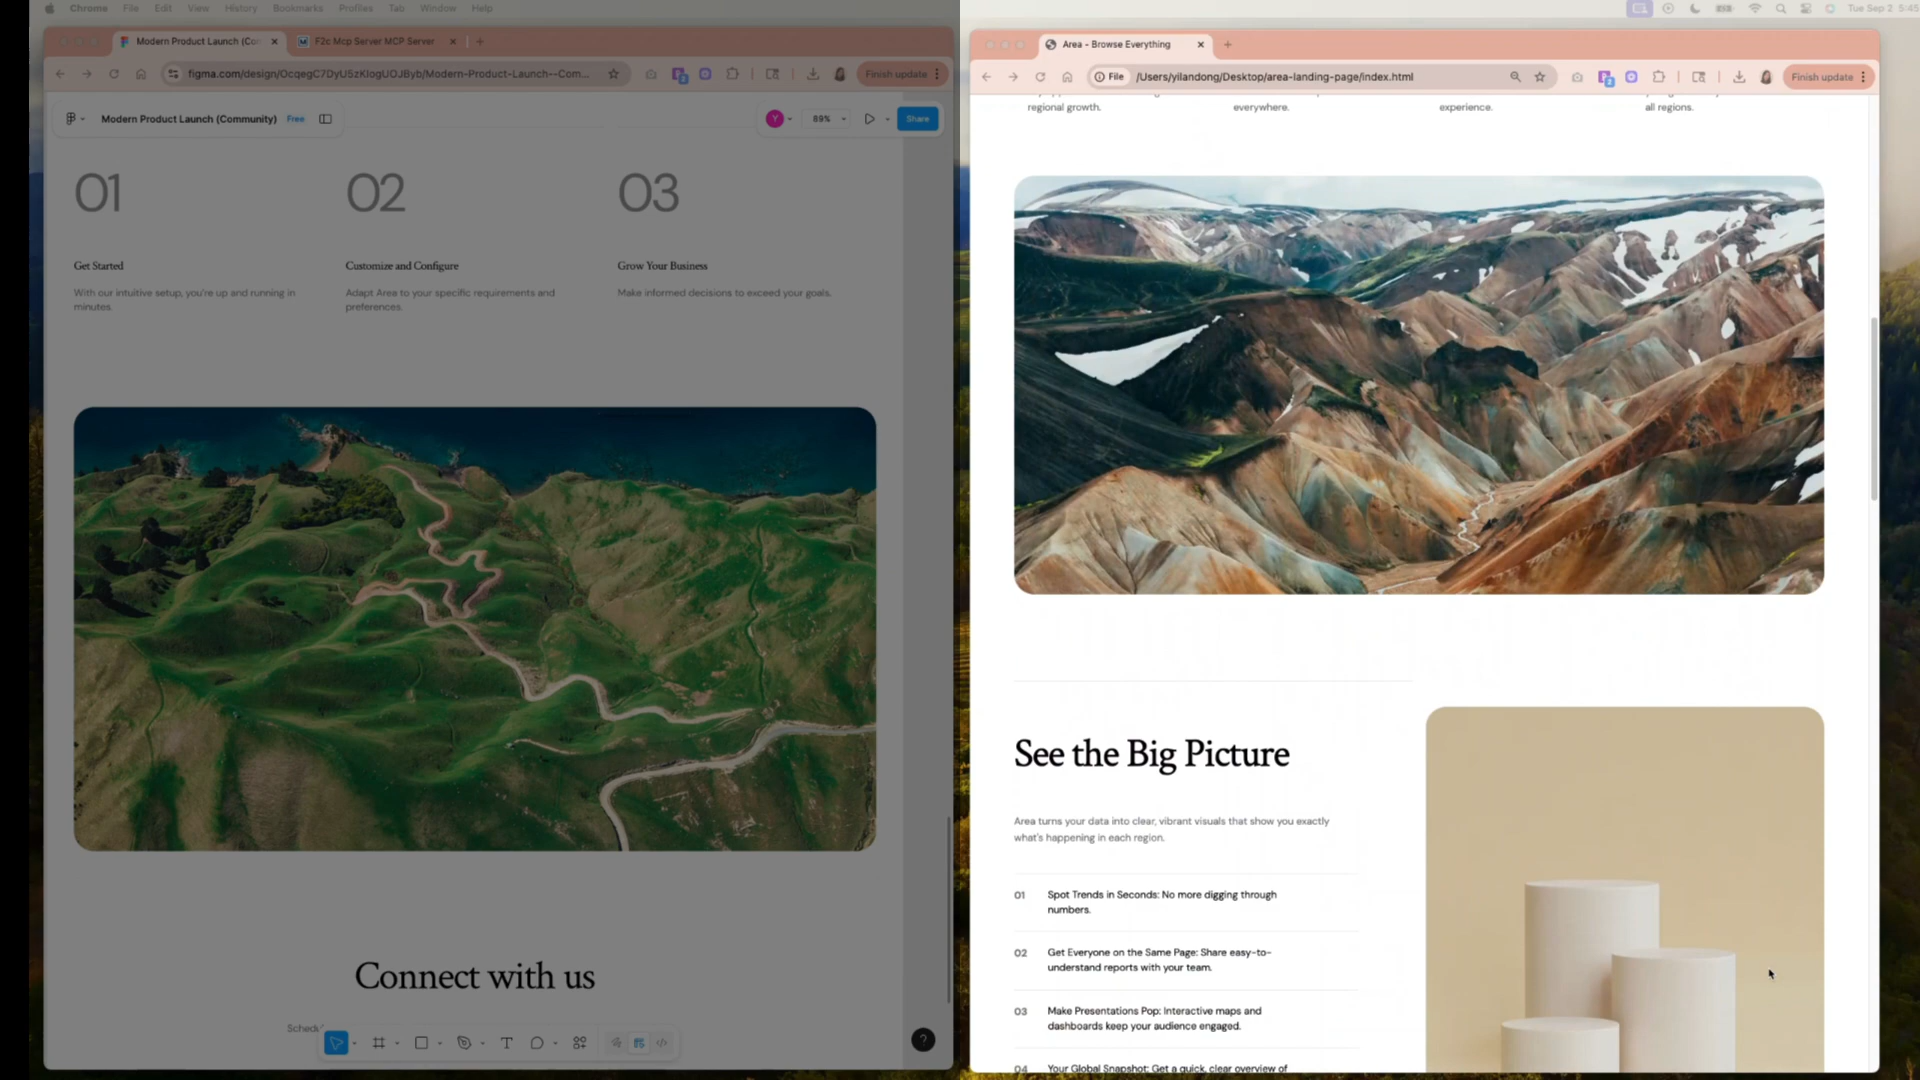 Chrome File Edit View History Bookmarks Profiles Tab Window Help
Tue Sep 2 5:45
Modern Product Launch (Co
F2c Mcp Server MCP Server
figma.com/design/OcqegC7DyU5zKlogUOJByb/Modern-Product-Launch--Com...
Finish update
Modern Product Launch (Community)
Free
Y
89%
Share
01
02
03
Get Started
Customize and Configure
Grow Your Business
With our intuitive setup, you're up and running in
minutes.
Adapt Area to your specific requirements and
preferences.
Make informed decisions to exceed your goals.
Connect with us
Schedu
?
Area - Browse Everything
File
/Users/yilandong/Desktop/area-landing-page/index.html
Finish update
regional growth.
everywhere.
experience.
all regions.
See the Big Picture
Area turns your data into clear, vibrant visuals that show you exactly
what's happening in each region.
01
Spot Trends in Seconds: No more digging through
numbers.
02
Get Everyone on the Same Page: Share easy-to-
understand reports with your team.
03
Make Presentations Pop: Interactive maps and
dashboards keep your audience engaged.
04
Your Global Snapshot: Get a quick, clear overview of